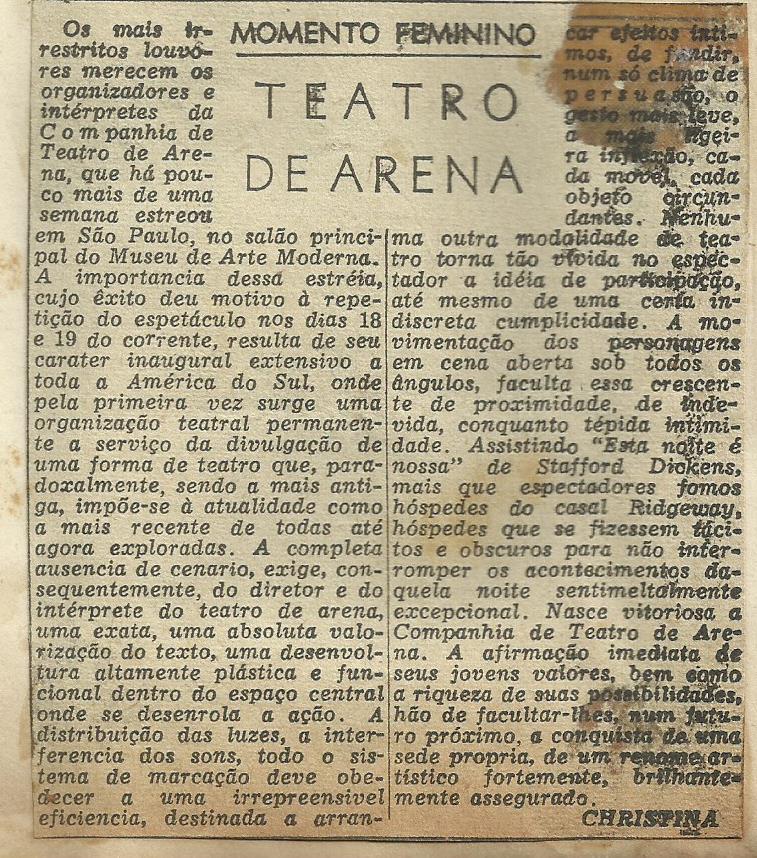 MOMENTO FEMININO
TEATRO
DE ARENA
Os mais ir-
restritos louvô-
res merecem os
organizadores e
intérpretes da
Companhia de
Teatro de Are-
na, que há pou-
co mais de uma
semana estreou
em São Paulo, no salão princi-
pal do Museu de Arte Moderna.
A importancia dessa estréia,
cujo êxito deu motivo à repe-
tição do espetáculo nos dias 18
e 19 do corrente, resulta de seu
carater inaugural extensivo a
toda a América do Sul, onde
pela primeira vez surge uma
organização teatral permanen-
te a serviço da divulgação de
uma forma de teatro que, para-
doxalmente, sendo a mais anti-
ga, impõe-se à atualidade como
a mais recente de todas até
agora exploradas. A completa
ausencia de cenario, exige, con-
sequentemente, do diretor e do
intérprete do teatro de arena,
uma exata, uma absoluta valo-
rização do texto, uma desenvol-
tura altamente plástica e fun-
cional dentro do espaço central
onde se desenrola a ação. A
distribuição das luzes, a inter-
ferencia dos sons, todo o sis-
tema de marcação deve obe-
decer a uma irrepreensivel
eficiencia, destinada a arran-
car efeitos inti-
mos, de fundir,
num só clima de
persuasão, o
gesto mais leve,
a mais ligei-
ra inflexão, ca-
da movel, cada
objeto circun-
dantes. Nenhu-
ma outra modalidade de tea-
tro torna tão vivida no espec-
tador a idéia de participação,
até mesmo de uma certa in-
discreta cumplicidade. A mo-
vimentação dos personagens
em cena aberta sob todos os
ângulos, faculta essa crescen-
te de proximidade, de inde-
vida, conquanto tépida intimi-
dade. Assistindo "Esta noite é
nossa" de Stafford Dickens,
mais que espectadores fomos
hóspedes do casal Ridgeway,
hóspedes que se fizessem táci-
tos e obscuros para não inter-
romper os acontecimentos da-
quela noite sentimeltalmente
excepcional. Nasce vitoriosa a
Companhia de Teatro de Are-
na. A afirmação imediata de
seus jovens valores, bem como
a riqueza de suas possibilidades,
hão de facultar-lhes, num futu-
ro próximo, a conquista de uma
sede propria, de um renome ar-
tístico fortemente, brilhante-
mente assegurado.
CHRISTINA